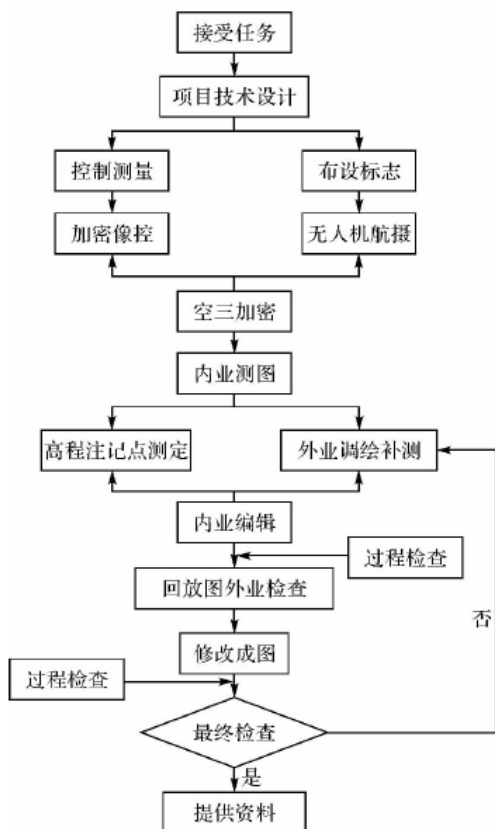 接受任务
项目技术设计
控制测量
布设标志
加密像控
无人机航摄
空三加密
内业测图
高程注记点测定
外业调绘补测
内业编辑
过程检查
回放图外业检查
否
修改成图
过程检查
最终检查
是
提供资料